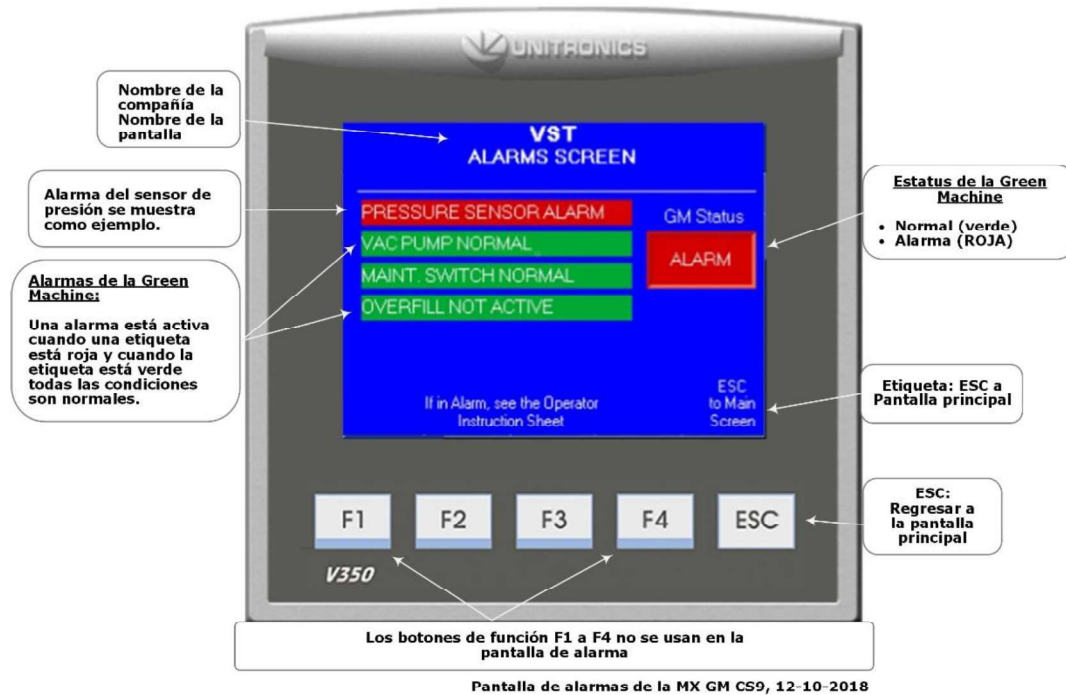 UNITRONICS
Nombre de la
compañía
Nombre de la
pantalla
VST
ALARMS SCREEN
Alarma del sensor de
presión se muestra
como ejemplo.
PRESSURE SENSOR ALARM
VAC PUMP NORMAL
MAINT. SWITCH NORMAL
OVERFILL NOT ACTIVE
GM Status
ALARM
Estatus de la Green
Machine
• Normal (verde)
• Alarma (ROJA)
Alarmas de la Green
Machine:
Una alarma está activa
cuando una etiqueta
está roja y cuando la
etiqueta está verde
todas las condiciones
son normales.
If in Alarm, see the Operator
Instruction Sheet
ESC
to Main
Screen
Etiqueta: ESC a
Pantalla principal
F1 F2 F3 F4 ESC
ESC:
Regresar a
la pantalla
principal
V350
Los botones de función F1 a F4 no se usan en la
pantalla de alarma
Pantalla de alarmas de la MX GM CS9, 12-10-2018